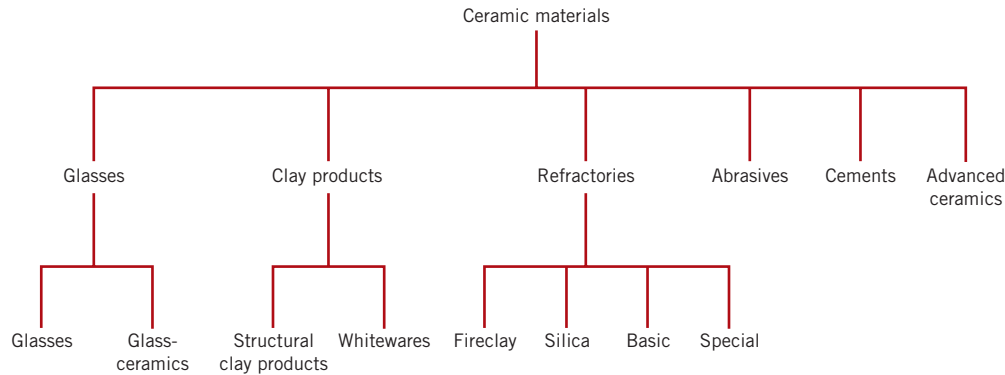 Ceramic materials
Glasses
Clay products
Refractories
Abrasives
Cements
Advanced
ceramics
Glasses
Glass-
ceramics
Structural
clay products
Whitewares
Fireclay
Silica
Basic
Special